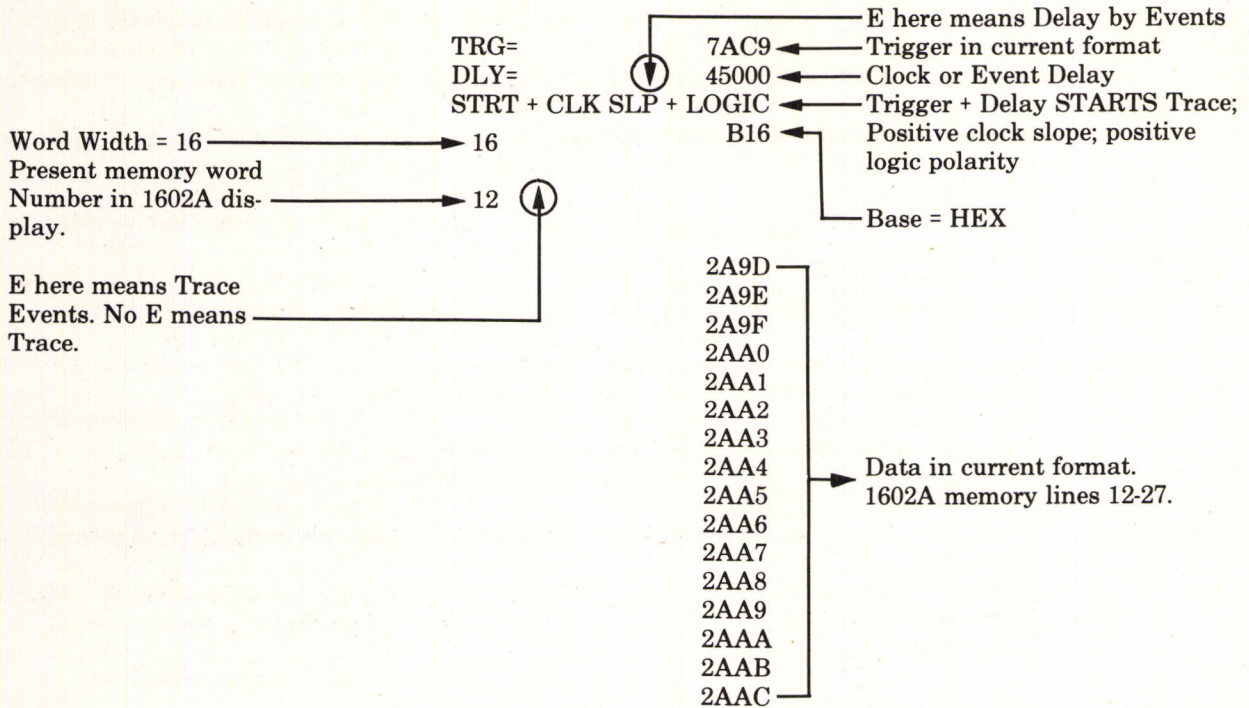 E here means Delay by Events
TRG= 7AC9 Trigger in current format
DLY= 45000 Clock or Event Delay
STRT + CLK SLP + LOGIC Trigger + Delay STARTS Trace;
B16 Positive clock slope; positive
logic polarity
Word Width = 16 16
Present memory word
Number in 1602A dis- 12
play.
Base = HEX
E here means Trace
Events. No E means
Trace.
2A9D
2A9E
2A9F
2AA0
2AA1
2AA2
2AA3
2AA4
2AA5
2AA6
2AA7
2AA8
2AA9
2AAA
2AAB
2AAC
Data in current format.
1602A memory lines 12-27.